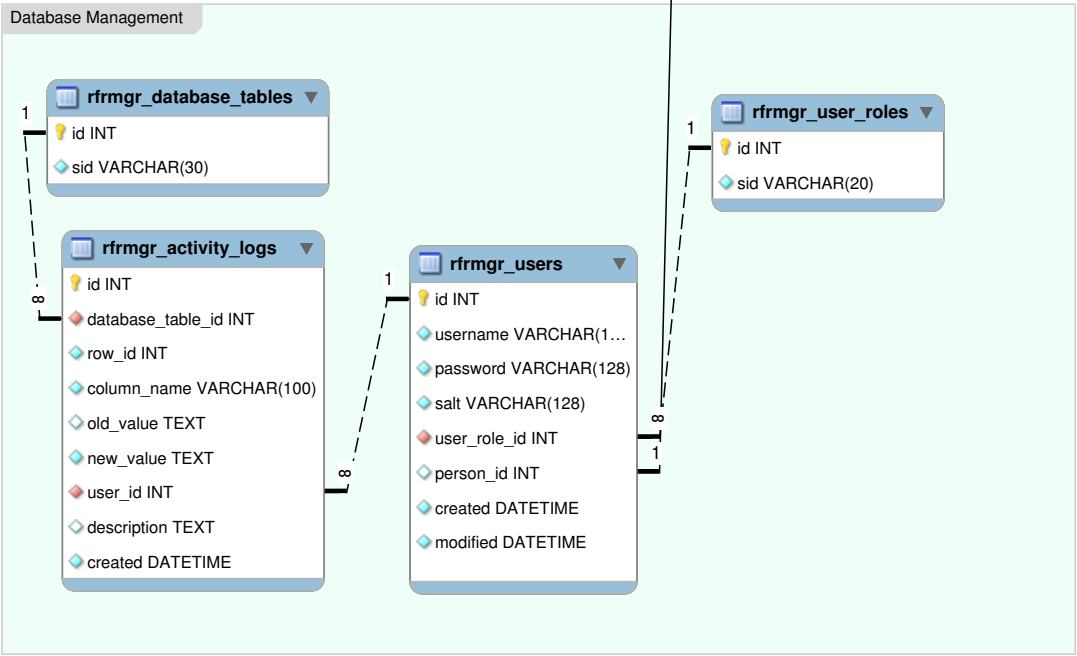 Database Management
rfrmgr_database_tables
1
id INT
sid VARCHAR(30)
rfrmgr_user_roles
1
id INT
sid VARCHAR(20)
rfrmgr_activity_logs
id INT
∞
database_table_id INT
row_id INT
column_name VARCHAR(100)
old_value TEXT
new_value TEXT
user_id INT
description TEXT
created DATETIME
∞
1
rfrmgr_users
id INT
username VARCHAR(1…
password VARCHAR(128)
salt VARCHAR(128)
user_role_id INT
person_id INT
created DATETIME
modified DATETIME
∞
1